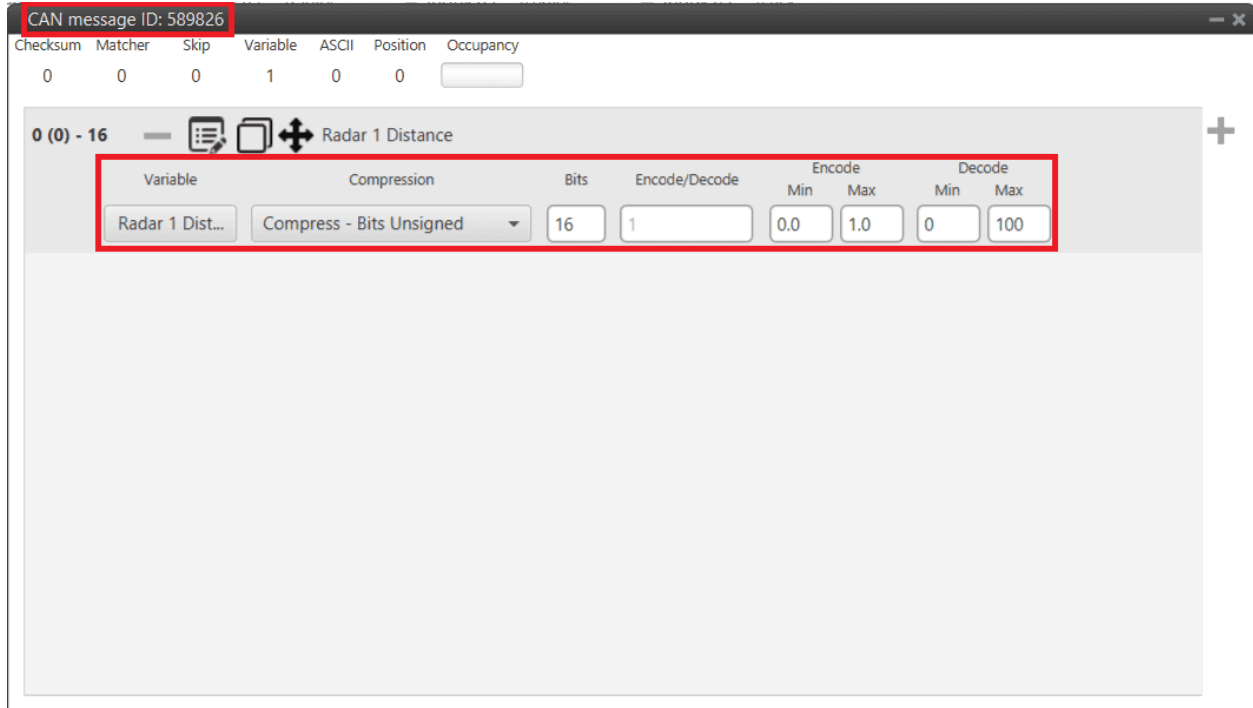 CAN message ID: 589826
Checksum Matcher Skip Variable ASCII Position Occupancy
0 0 0 1 0 0
0 (0) - 16 Radar 1 Distance
Variable Compression Bits Encode/Decode Encode Decode
Min Max Min Max
Radar 1 Dist... Compress - Bits Unsigned 16 1 0.0 1.0 0 100